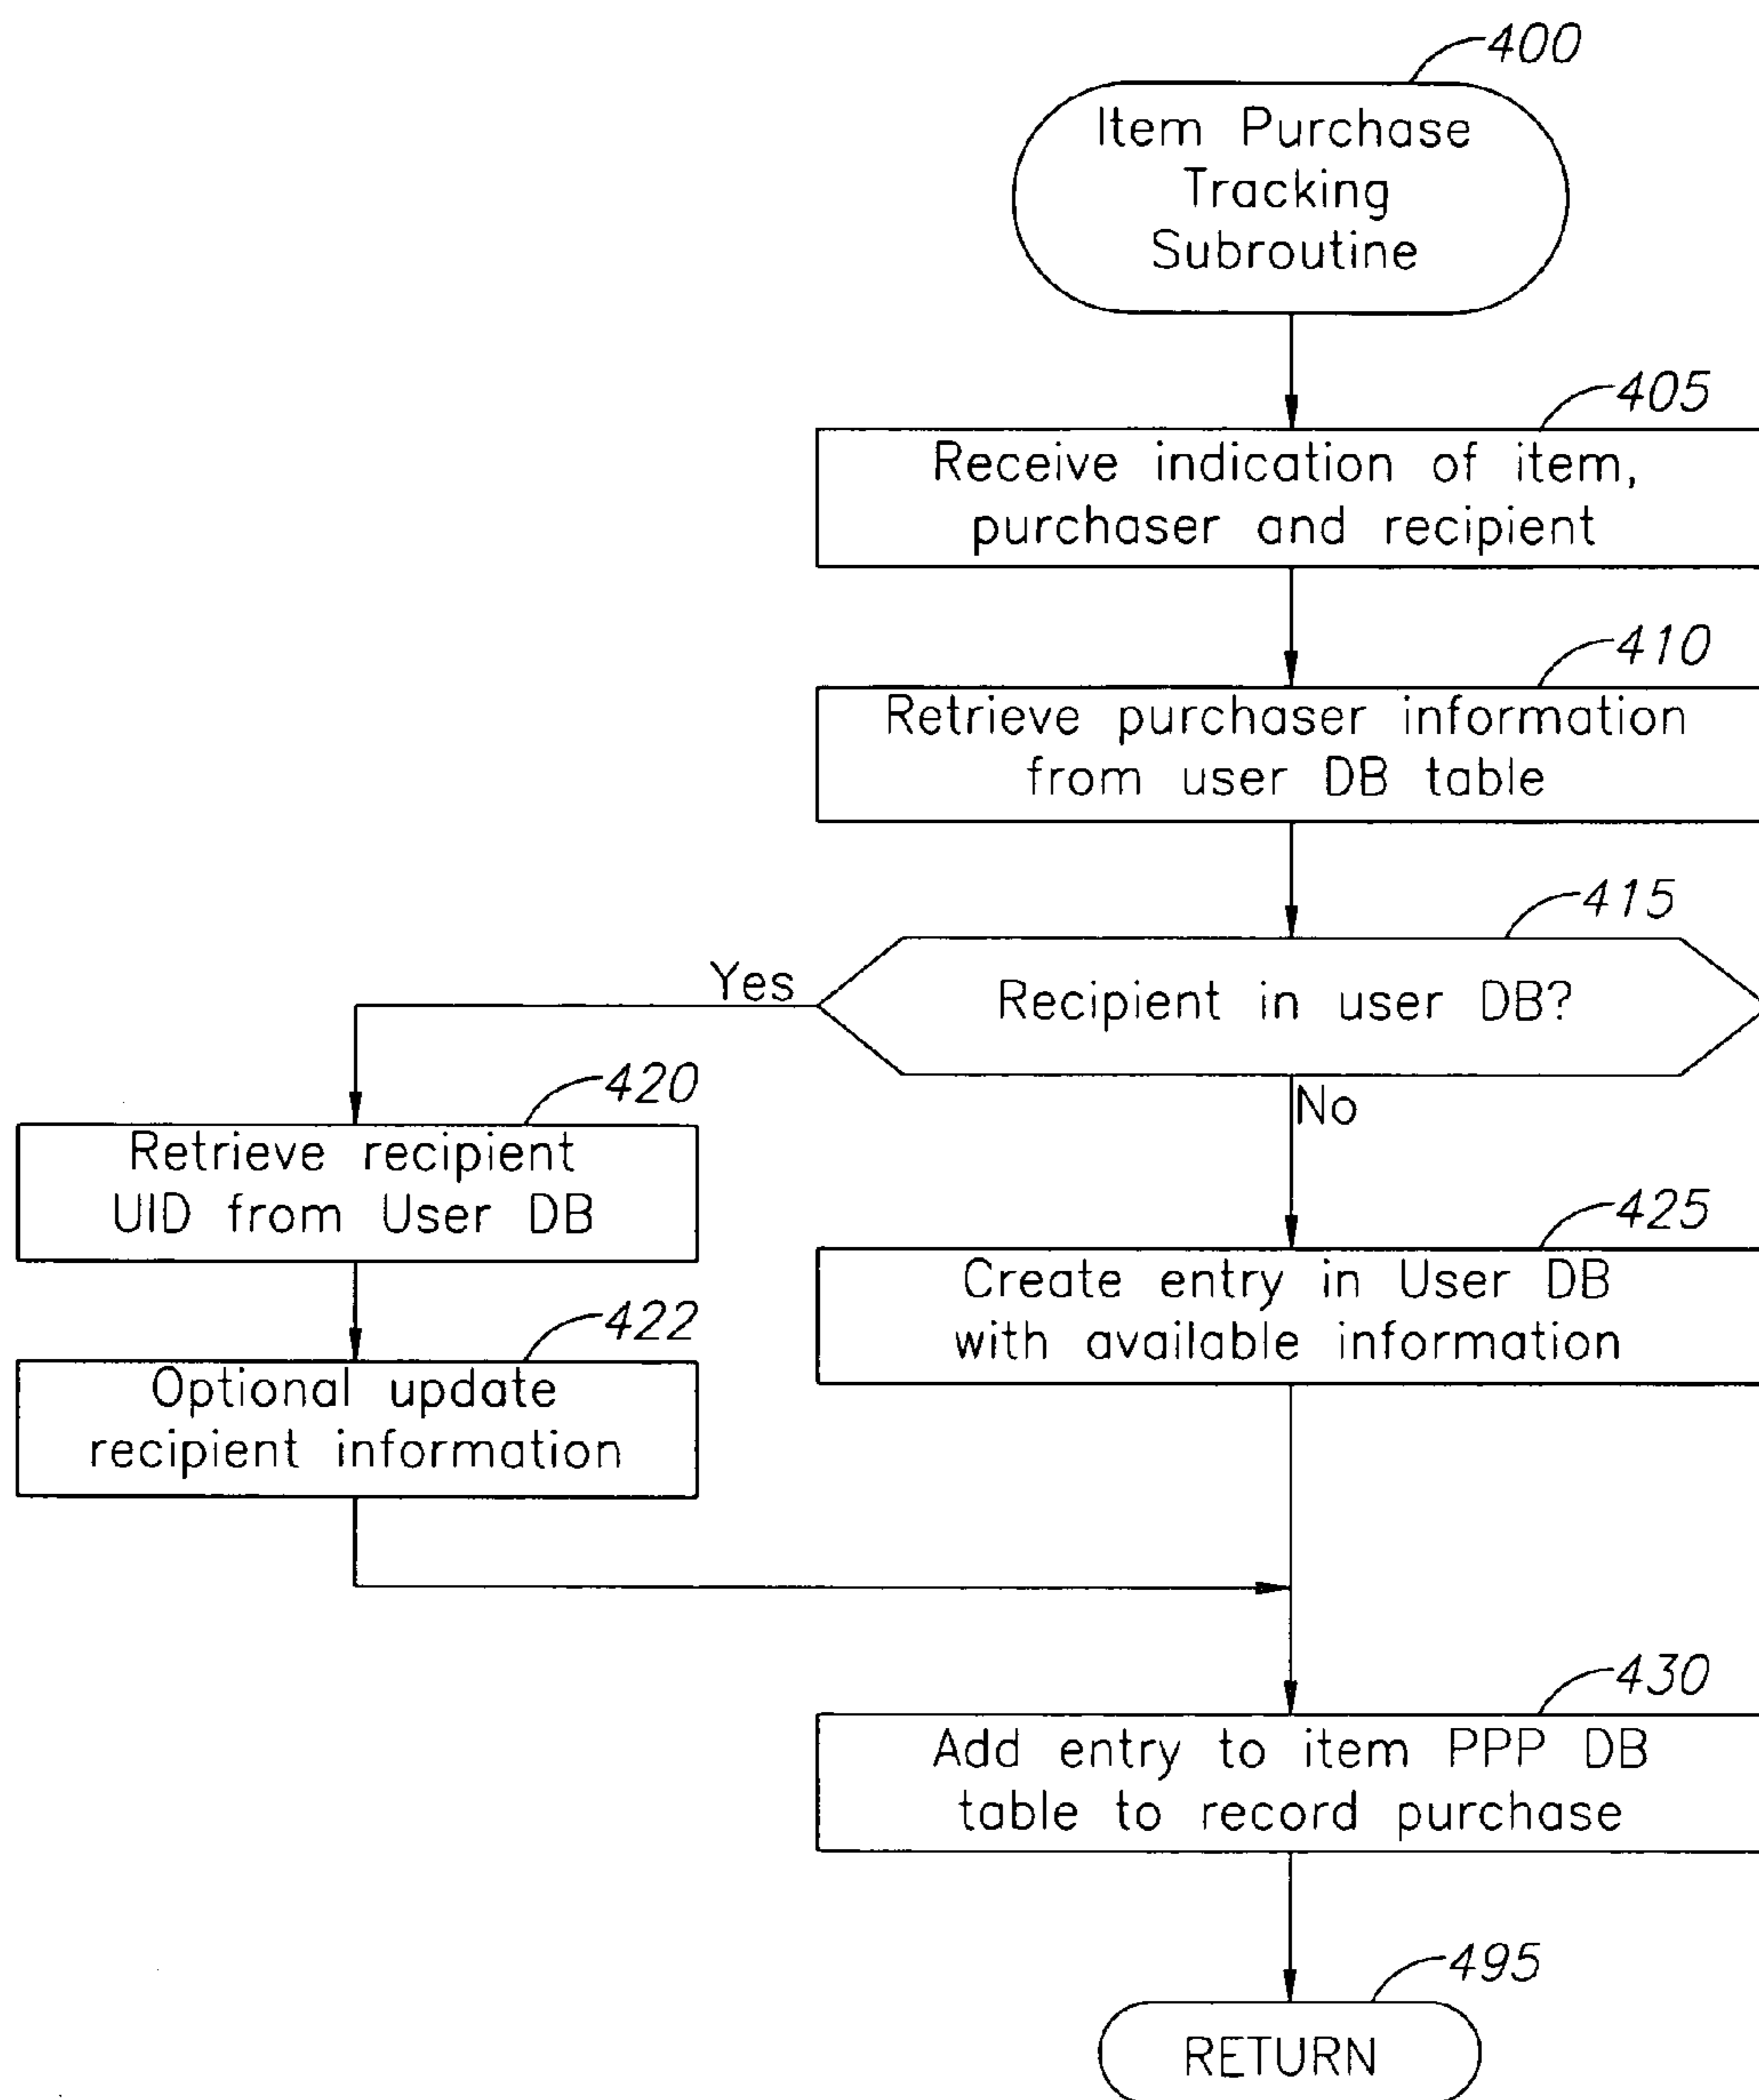 400
Item Purchase
Tracking
Subroutine
405
Receive indication of item,
purchaser and recipient
410
Retrieve purchaser information
from user DB table
415
Recipient in user DB?
Yes
No
420
Retrieve recipient
UID from User DB
422
Optional update
recipient information
425
Create entry in User DB
with available information
430
Add entry to item PPP DB
table to record purchase
495
RETURN